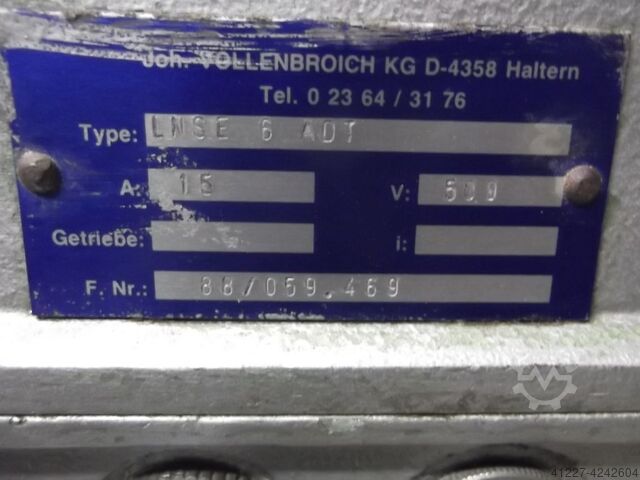 Joh. VOLLENBROICH KG D-4358 Haltern
Tel. 0 23 64 / 31 76
Type: LNSE 6 ADT
A: 15 V: 500
Getriebe: i:
F. Nr.: 88/059.469
41227-4242604